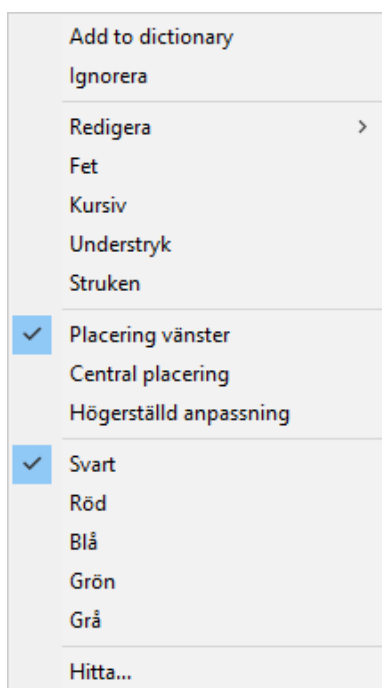 Add to dictionary
Ignorera
Redigera
Fet
Kursiv
Understryk
Struken
Placering vänster
Central placering
Högerställd anpassning
Svart
Röd
Blå
Grön
Grå
Hitta...